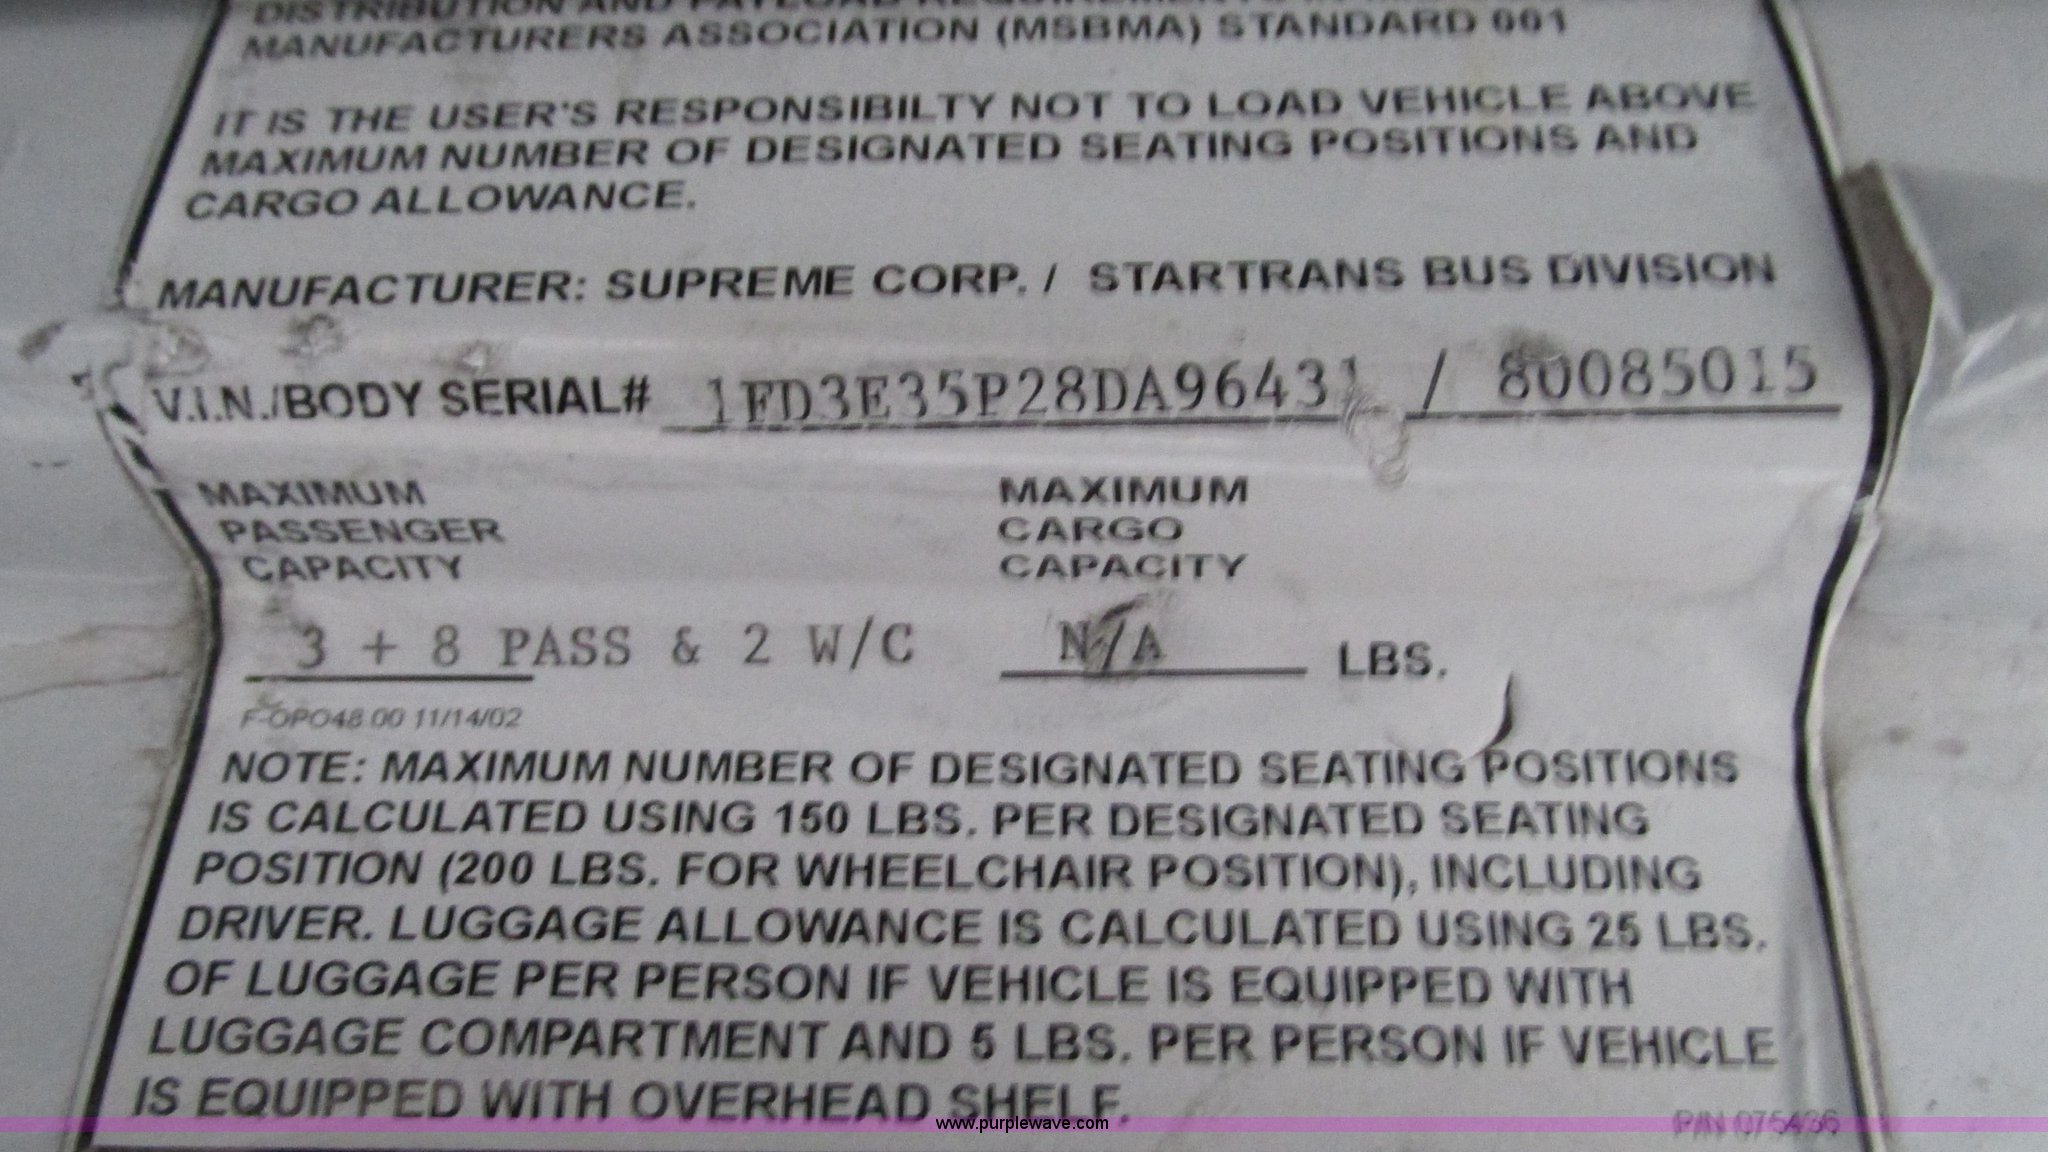 DISTRIBUTION AND PAYLOAD REQUIREMENTS
MANUFACTURERS ASSOCIATION (MSBMA) STANDARD 001
IT IS THE USER'S RESPONSIBILTY NOT TO LOAD VEHICLE ABOVE
MAXIMUM NUMBER OF DESIGNATED SEATING POSITIONS AND
CARGO ALLOWANCE.
MANUFACTURER: SUPREME CORP. / STARTRANS BUS DIVISION
V.I.N./BODY SERIAL# 1FD3E35P28DA96431 / 80085015
MAXIMUM
PASSENGER
CAPACITY
3 + 8 PASS & 2 W/C
MAXIMUM
CARGO
CAPACITY
N/A LBS.
F-OPO48.00 11/14/02
NOTE: MAXIMUM NUMBER OF DESIGNATED SEATING POSITIONS
IS CALCULATED USING 150 LBS. PER DESIGNATED SEATING
POSITION (200 LBS. FOR WHEELCHAIR POSITION), INCLUDING
DRIVER. LUGGAGE ALLOWANCE IS CALCULATED USING 25 LBS.
OF LUGGAGE PER PERSON IF VEHICLE IS EQUIPPED WITH
LUGGAGE COMPARTMENT AND 5 LBS. PER PERSON IF VEHICLE
IS EQUIPPED WITH OVERHEAD SHELF.
P/N 075436
www.purplewave.com